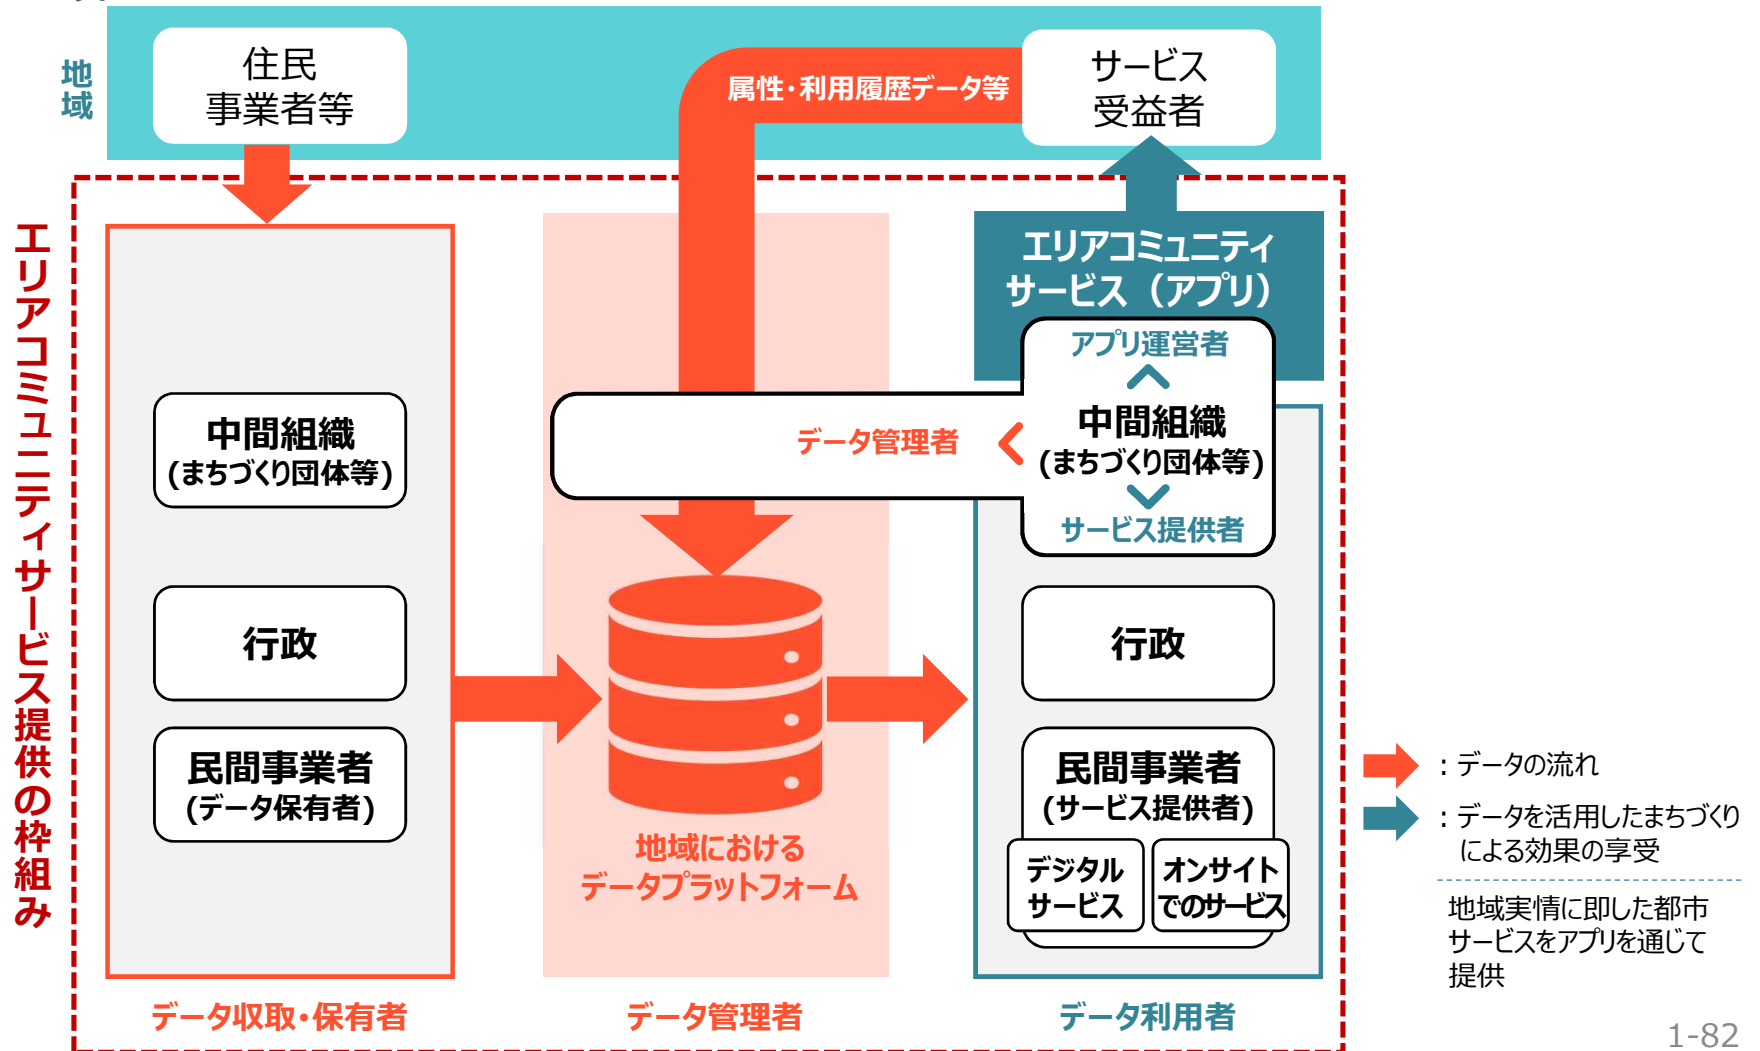 地域
住民
事業者等
属性・利用履歴データ等
サービス
受益者
エリアコミュニティサービス提供の枠組み
中間組織
(まちづくり団体等)
行政
民間事業者
(データ保有者)
データ収取・保有者
データ管理者
地域における
データプラットフォーム
データ管理者
エリアコミュニティ
サービス（アプリ）
アプリ運営者
中間組織
(まちづくり団体等)
サービス提供者
行政
民間事業者
(サービス提供者)
デジタル
サービス
オンサイト
でのサービス
データ利用者
：データの流れ
：データを活用したまちづくり
による効果の享受
地域実情に即した都市
サービスをアプリを通じて
提供
1-82